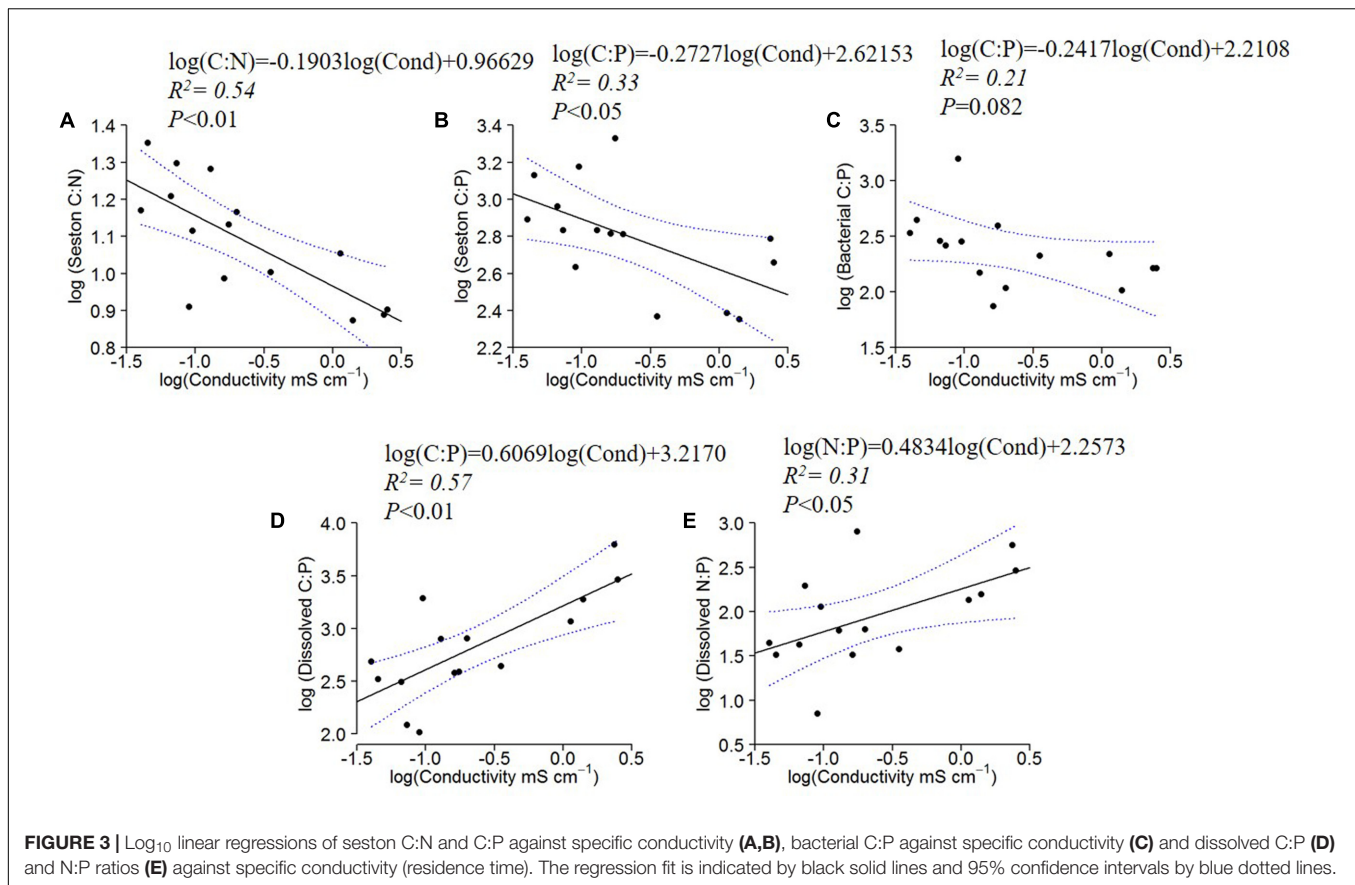 log(C:N)=-0.1903log(Cond)+0.96629
R²= 0.54
P<0.01
A
1.4
1.3
1.2
1.1
1.0
0.9
0.8
log (Seston C:N)
-1.5 -1.0 -0.5 0.0 0.5
log(Conductivity mS cm⁻¹)
log(C:P)=-0.2727log(Cond)+2.62153
R²= 0.33
P<0.05
B
3.4
3.2
3.0
2.8
2.6
2.4
2.2
log (Seston C:P)
-1.5 -1.0 -0.5 0.0 0.5
log(Conductivity mS cm⁻¹)
log(C:P)=-0.2417log(Cond)+2.2108
R²= 0.21
P=0.082
C
3.5
3.0
2.5
2.0
1.5
log (Bacterial C:P)
-1.5 -1.0 -0.5 0.0 0.5
log(Conductivity mS cm⁻¹)
log(C:P)=0.6069log(Cond)+3.2170
R²= 0.57
P<0.01
D
4.0
3.5
3.0
2.5
2.0
log (Dissolved C:P)
-1.5 -1.0 -0.5 0.0 0.5
log(Conductivity mS cm⁻¹)
log(N:P)=0.4834log(Cond)+2.2573
R²= 0.31
P<0.05
E
3.0
2.5
2.0
1.5
1.0
0.5
log (Dissolved N:P)
-1.5 -1.0 -0.5 0.0 0.5
log(Conductivity mS cm⁻¹)
FIGURE 3 | Log₁₀ linear regressions of seston C:N and C:P against specific conductivity (A,B), bacterial C:P against specific conductivity (C) and dissolved C:P (D)
and N:P ratios (E) against specific conductivity (residence time). The regression fit is indicated by black solid lines and 95% confidence intervals by blue dotted lines.